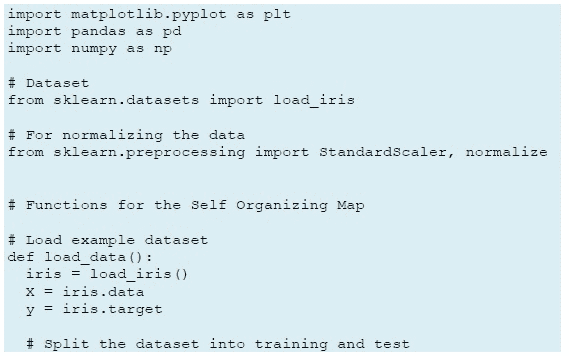 import matplotlib.pyplot as plt
import pandas as pd
import numpy as np
# Dataset
from sklearn.datasets import load_iris
# For normalizing the data
from sklearn.preprocessing import StandardScaler, normalize
# Functions for the Self Organizing Map
# Load example dataset
def load_data():
  iris = load_iris()
  X = iris.data
  y = iris.target
  # Split the dataset into training and test